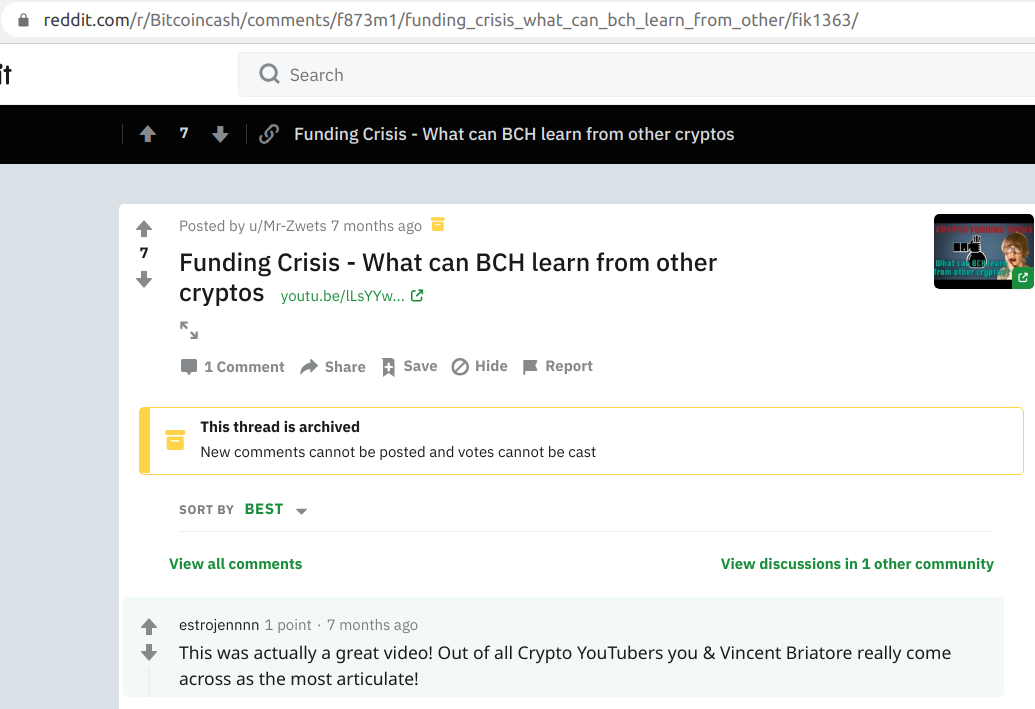 reddit.com/r/Bitcoincash/comments/f873m1/funding_crisis_what_can_bch_learn_from_other/fik1363/
it
Search
7
Funding Crisis - What can BCH learn from other cryptos
Posted by u/Mr-Zwets 7 months ago
7
Funding Crisis - What can BCH learn from other
cryptos youtu.be/lLsYYw...
CRYPTO FUNDING CRISIS
What can BCH learn
from other cryptos
1 Comment Share Save Hide Report
This thread is archived
New comments cannot be posted and votes cannot be cast
SORT BY BEST
View all comments
View discussions in 1 other community
estrojennnn 1 point · 7 months ago
This was actually a great video! Out of all Crypto YouTubers you & Vincent Briatore really come
across as the most articulate!